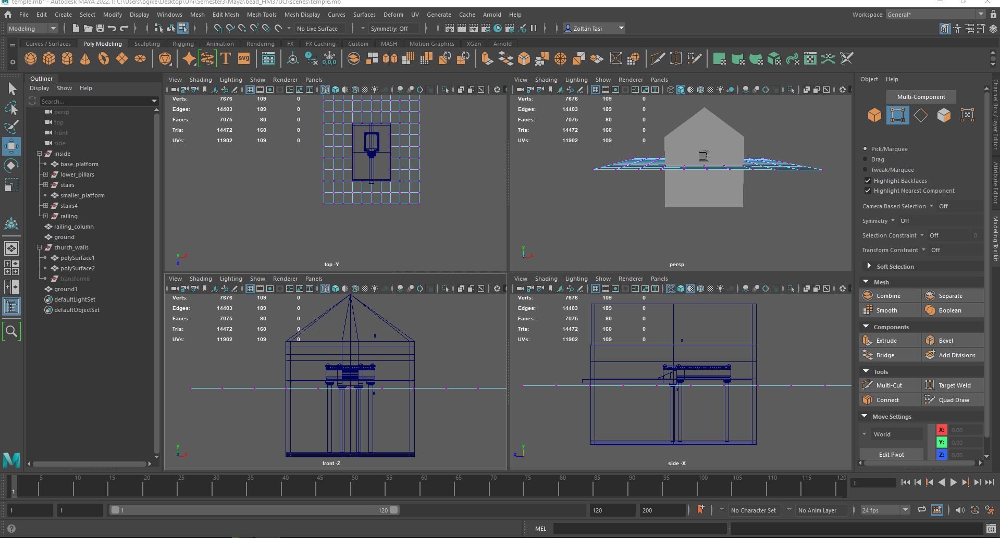 temple.mb* - Autodesk MAYA 2022.1: C:\Users\ogike\Desktop\Uni\Semester3\Maya\bead_HM37UQ\scenes\temple.mb
File Edit Create Select Modify Display Windows Mesh Edit Mesh Mesh Tools Mesh Display Curves Surfaces Deform UV Generate Cache Arnold Help
Workspace: General*
Modeling
No Live Surface
Symmetry: Off
IPR
Zoltán Tasi
Curves / Surfaces Poly Modeling Sculpting Rigging Animation Rendering FX FX Caching Custom MASH Motion Graphics XGen Arnold
T
SVG
0,0,0
Outliner
Display Show Help
Search...
persp
top
front
side
inside
base_platform
lower_pillars
stairs
smaller_platform
stairs4
railing
railing_column
ground
church_walls
polySurface1
polySurface2
transform6
ground1
defaultLightSet
defaultObjectSet
View Shading Lighting Show Renderer Panels
Verts: 7676 109 0
Edges: 14403 189 0
Faces: 7075 80 0
Tris: 14472 160 0
UVs: 11902 109 0
top -Y
View Shading Lighting Show Renderer Panels
Verts: 7676 109 0
Edges: 14403 189 0
Faces: 7075 80 0
Tris: 14472 160 0
UVs: 11902 109 0
persp
View Shading Lighting Show Renderer Panels
Verts: 7676 109 0
Edges: 14403 189 0
Faces: 7075 80 0
Tris: 14472 160 0
UVs: 11902 109 0
front -Z
View Shading Lighting Show Renderer Panels
Verts: 7676 109 0
Edges: 14403 189 0
Faces: 7075 80 0
Tris: 14472 160 0
UVs: 11902 109 0
side -X
Object Help
Multi-Component
Pick/Marquee
Drag
Tweak/Marquee
Highlight Backfaces
Highlight Nearest Component
Camera Based Selection Off
Symmetry Off
Selection Constraint Off 0
Transform Constraint Off
Soft Selection
Mesh
Combine Separate
Smooth Boolean
Components
Extrude Bevel
Bridge Add Divisions
Tools
Multi-Cut Target Weld
Connect Quad Draw
Move Settings
World
X: 0.00
Y: 0.00
Z: 0.00
Edit Pivot
Channel Box / Layer Editor
Attribute Editor
Modeling Toolkit
5 10 15 20 25 30 35 40 45 50 55 60 65 70 75 80 85 90 95 100 105 110 115 120
1
1
1 1 1 120 120 200 No Character Set No Anim Layer 24 fps
MEL